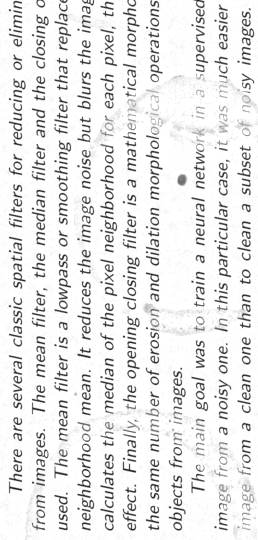 There are several classic spatial filters for reducing or elimin
from images. The mean filter, the median filter and the closing o
used. The mean filter is a lowpass or smoothing filter that replace
neighborhood mean. It reduces the image noise but blurs the imag
calculates the median of the pixel neighborhood for each pixel, th
effect. Finally, the opening closing filter is a mathematical morpho
the same number of erosion and dilation morphological operations
objects from images.
The main goal was to train a neural network in a supervised
image from a noisy one. In this particular case, it was much easier
image from a clean one than to clean a subset of noisy images.